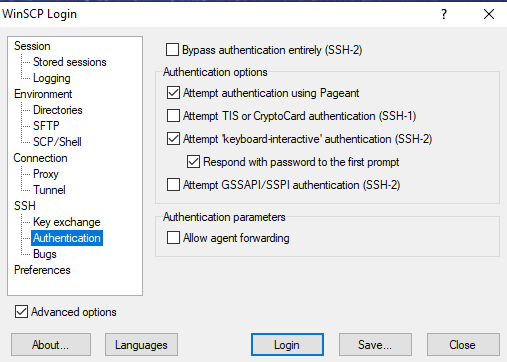 WinSCP Login
Session
Stored sessions
Logging
Environment
Directories
SFTP
SCP/Shell
Connection
Proxy
Tunnel
SSH
Key exchange
Authentication
Bugs
Preferences
Advanced options
Bypass authentication entirely (SSH-2)
Authentication options
Attempt authentication using Pageant
Attempt TIS or CryptoCard authentication (SSH-1)
Attempt 'keyboard-interactive' authentication (SSH-2)
Respond with password to the first prompt
Attempt GSSAPI/SSPI authentication (SSH-2)
Authentication parameters
Allow agent forwarding
About...
Languages
Login
Save...
Close